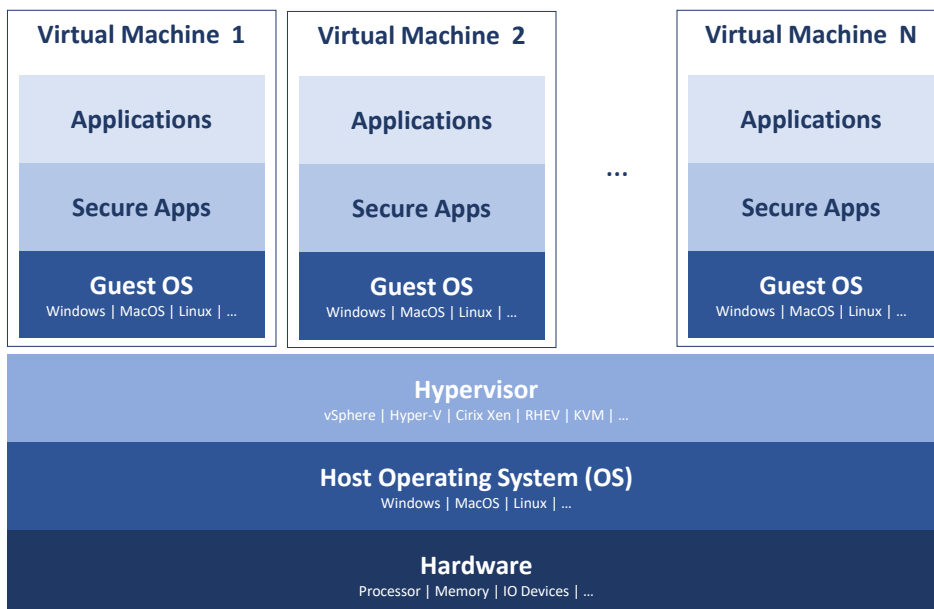 Virtual Machine 1
Applications
Secure Apps
Guest OS
Windows | MacOS | Linux | ...
Virtual Machine 2
Applications
Secure Apps
Guest OS
Windows | MacOS | Linux | ...
...
Virtual Machine N
Applications
Secure Apps
Guest OS
Windows | MacOS | Linux | ...
Hypervisor
vSphere | Hyper-V | Cirix Xen | RHEV | KVM | ...
Host Operating System (OS)
Windows | MacOS | Linux | ...
Hardware
Processor | Memory | IO Devices | ...